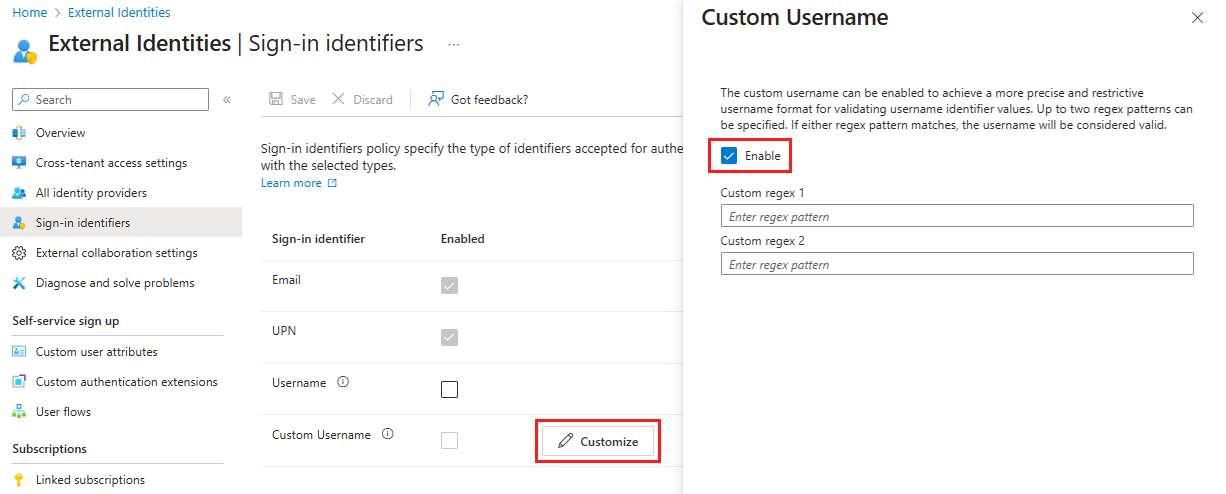 Home > External Identities
External Identities | Sign-in identifiers ...
Search
«
Save
Discard
Got feedback?
Overview
Cross-tenant access settings
All identity providers
Sign-in identifiers
External collaboration settings
Diagnose and solve problems
Self-service sign up
Custom user attributes
Custom authentication extensions
User flows
Subscriptions
Linked subscriptions
Sign-in identifiers policy specify the type of identifiers accepted for authe
with the selected types.
Learn more
Sign-in identifier Enabled
Email
UPN
Username
Custom Username
Customize
Custom Username
The custom username can be enabled to achieve a more precise and restrictive
username format for validating username identifier values. Up to two regex patterns can
be specified. If either regex pattern matches, the username will be considered valid.
Enable
Custom regex 1
Enter regex pattern
Custom regex 2
Enter regex pattern